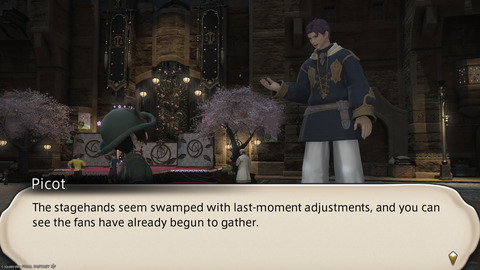 Picot
The stagehands seem swamped with last-moment adjustments, and you can
see the fans have already begun to gather.